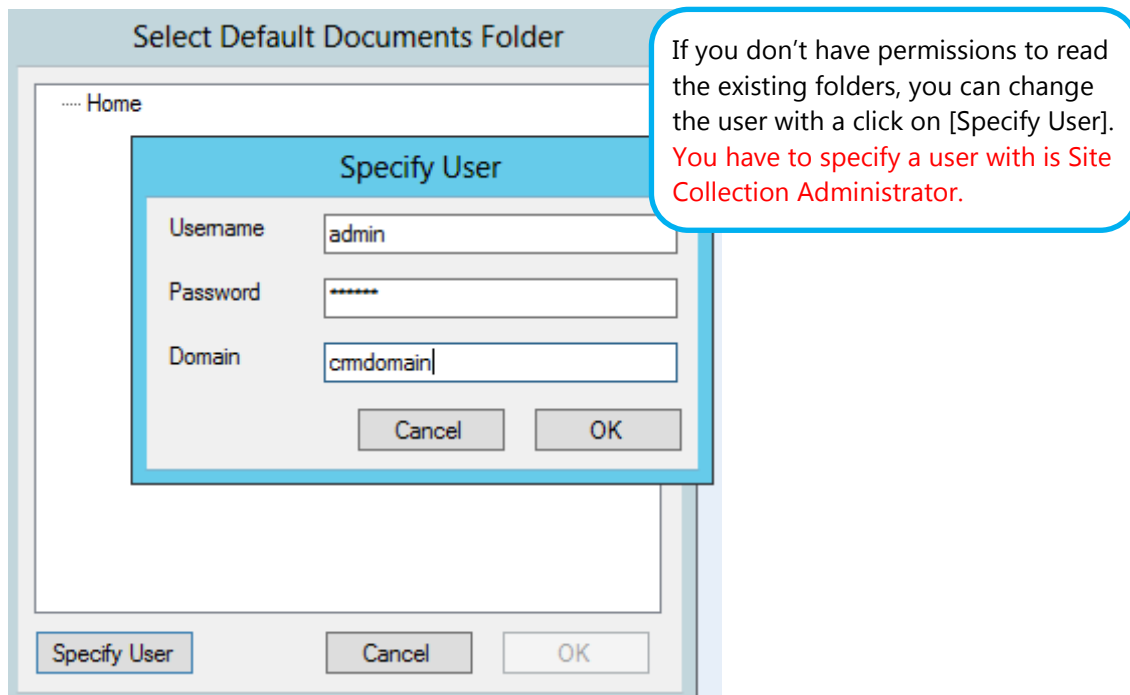 Select Default Documents Folder
If you don’t have permissions to read
the existing folders, you can change
the user with a click on [Specify User].
You have to specify a user with is Site
Collection Administrator.
Home
Specify User
Username
admin
Password
******
Domain
crmdomain
Cancel
OK
Specify User
Cancel
OK